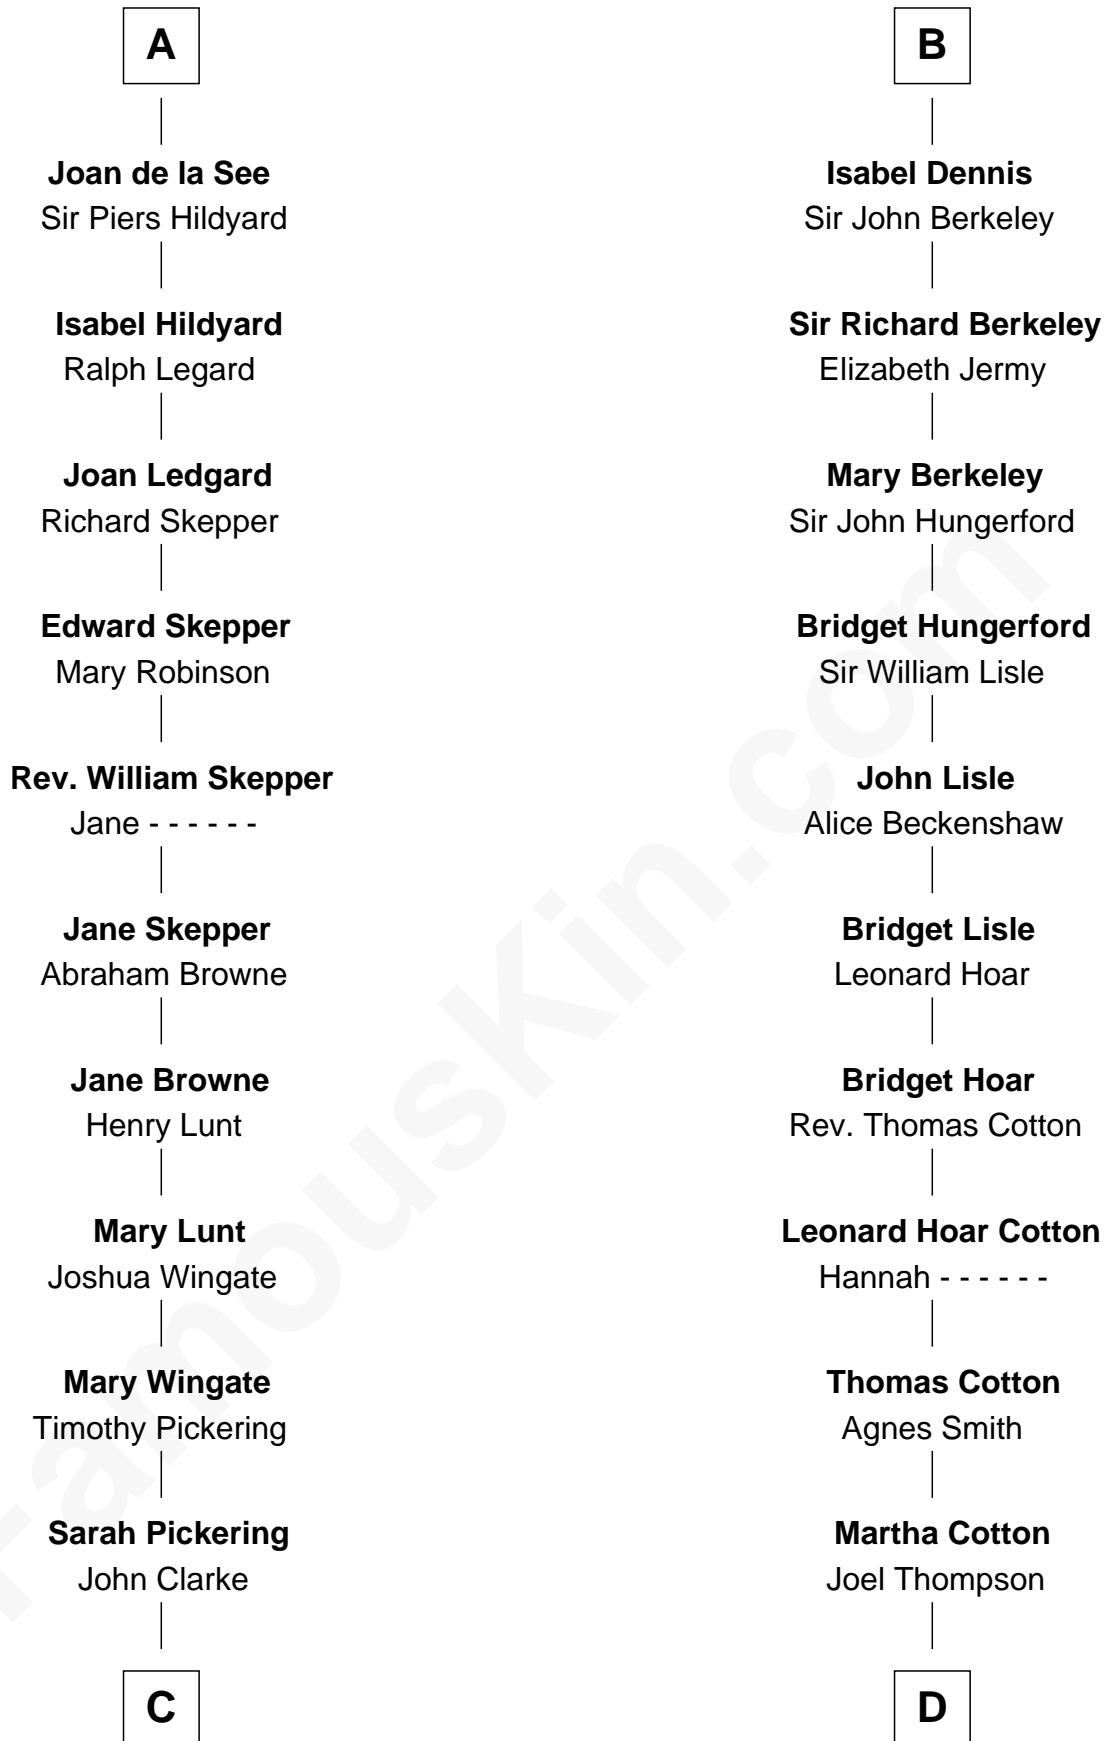 A
Joan de la See
Sir Piers Hildyard
Isabel Hildyard
Ralph Legard
Joan Ledgard
Richard Skepper
Edward Skepper
Mary Robinson
Rev. William Skepper
Jane - - - - - -
Jane Skepper
Abraham Browne
Jane Browne
Henry Lunt
Mary Lunt
Joshua Wingate
Mary Wingate
Timothy Pickering
Sarah Pickering
John Clarke
C
B
Isabel Dennis
Sir John Berkeley
Sir Richard Berkeley
Elizabeth Jermy
Mary Berkeley
Sir John Hungerford
Bridget Hungerford
Sir William Lisle
John Lisle
Alice Beckenshaw
Bridget Lisle
Leonard Hoar
Bridget Hoar
Rev. Thomas Cotton
Leonard Hoar Cotton
Hannah - - - - - -
Thomas Cotton
Agnes Smith
Martha Cotton
Joel Thompson
D
FamousKin.com